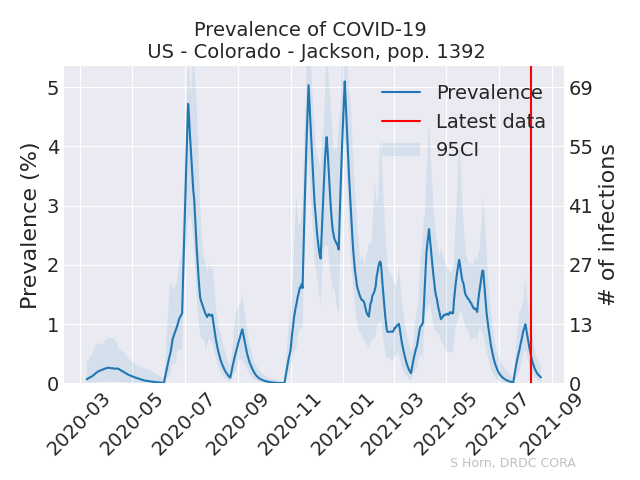 Prevalence of COVID-19
US - Colorado - Jackson, pop. 1392
Prevalence (%)
5
4
3
2
1
0
Prevalence
Latest data
95CI
69
55
41
27
13
0
# of infections
2020-03
2020-05
2020-07
2020-09
2020-11
2021-01
2021-03
2021-05
2021-07
2021-09
S Horn, DRDC CORA